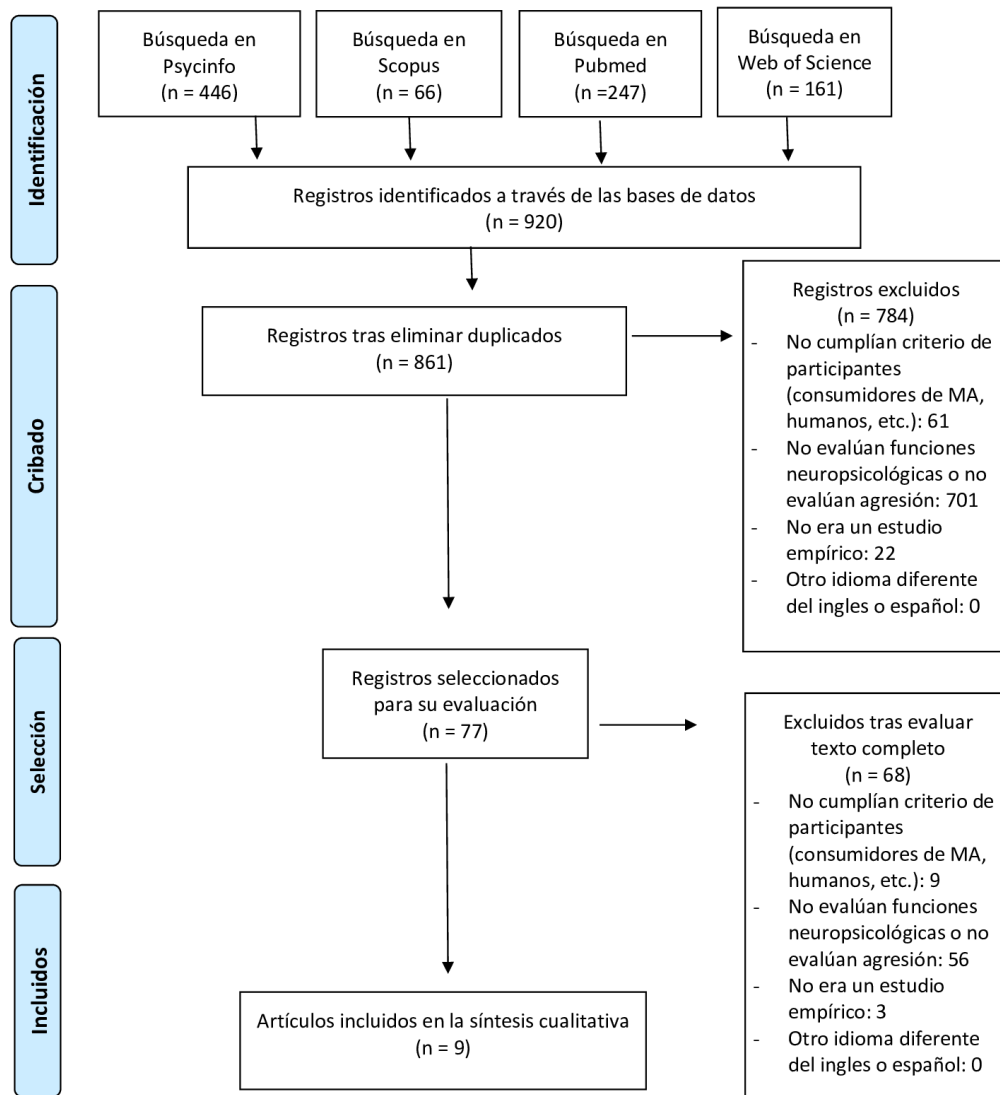 Identificación
Búsqueda en
Psycinfo
(n = 446)
Búsqueda en
Scopus
(n = 66)
Búsqueda en
Pubmed
(n =247)
Búsqueda en
Web of Science
(n = 161)
Registros identificados a través de las bases de datos
(n = 920)
Cribado
Registros tras eliminar duplicados
(n = 861)
Registros excluidos
(n = 784)
- No cumplían criterio de
participantes
(consumidores de MA,
humanos, etc.): 61
- No evalúan funciones
neuropsicológicas o no
evalúan agresión: 701
- No era un estudio
empírico: 22
- Otro idioma diferente
del ingles o español: 0
Selección
Registros seleccionados
para su evaluación
(n = 77)
Excluidos tras evaluar
texto completo
(n = 68)
- No cumplían criterio de
participantes
(consumidores de MA,
humanos, etc.): 9
- No evalúan funciones
neuropsicológicas o no
evalúan agresión: 56
- No era un estudio
empírico: 3
- Otro idioma diferente
del ingles o español: 0
Incluidos
Artículos incluidos en la síntesis cualitativa
(n = 9)